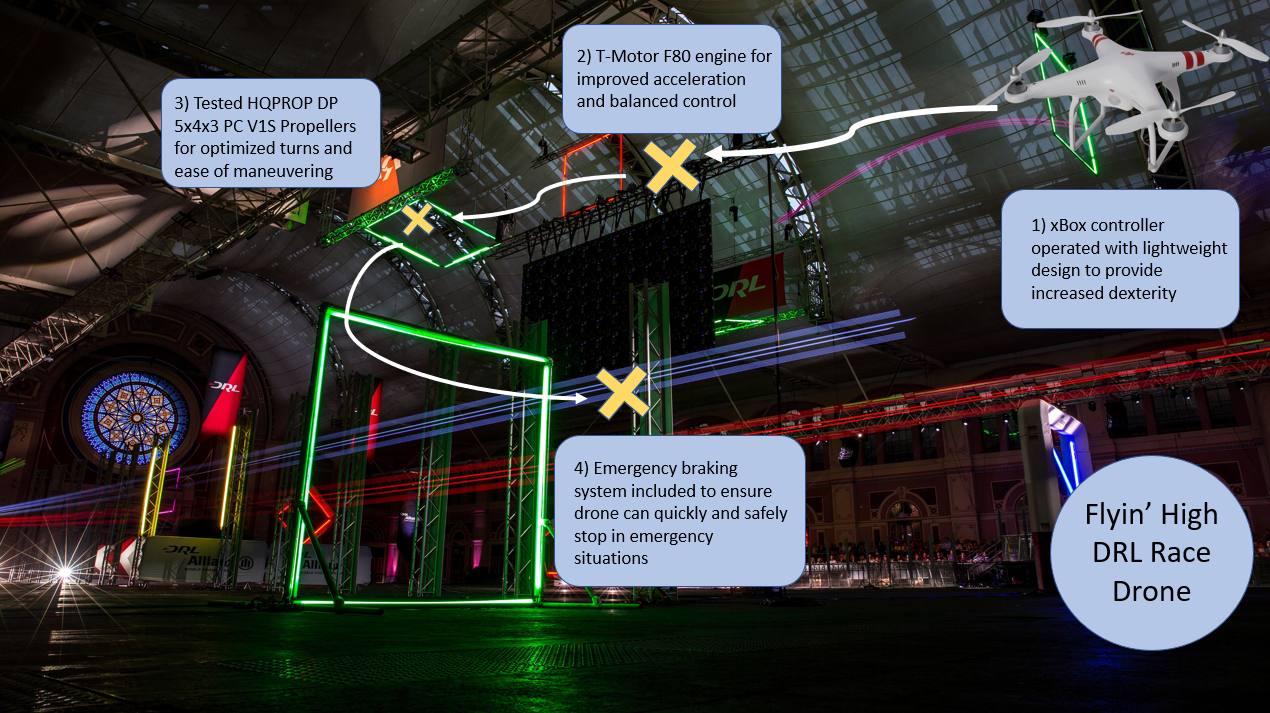 2) T-Motor F80 engine for
improved acceleration
and balanced control
3) Tested HQPROP DP
5x4x3 PC V1S Propellers
for optimized turns and
ease of maneuvering
1) xBox controller
operated with lightweight
design to provide
increased dexterity
DRL
DRL
4) Emergency braking
system included to ensure
drone can quickly and safely
stop in emergency
situations
Flyin’ High
DRL Race
Drone
DRL
Allianz